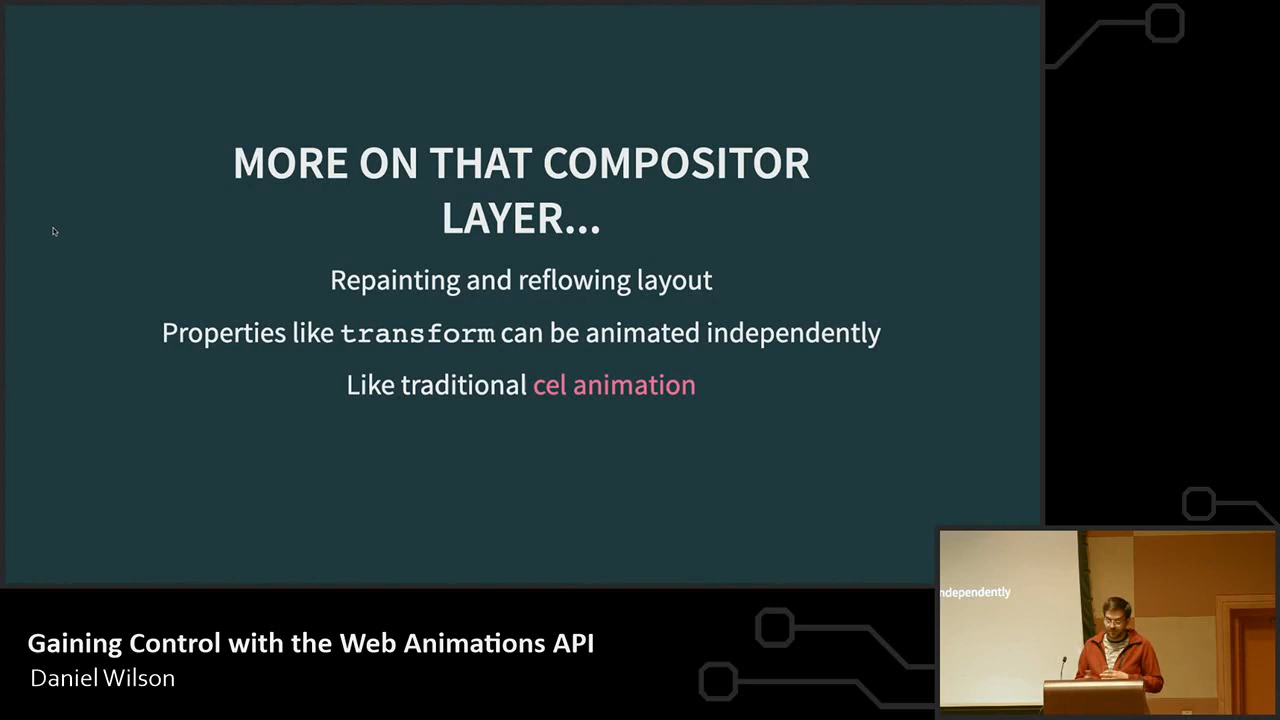 MORE ON THAT COMPOSITOR
LAYER...
Repainting and reflowing layout
Properties like transform can be animated independently
Like traditional cel animation
ndependently
Gaining Control with the Web Animations API
Daniel Wilson